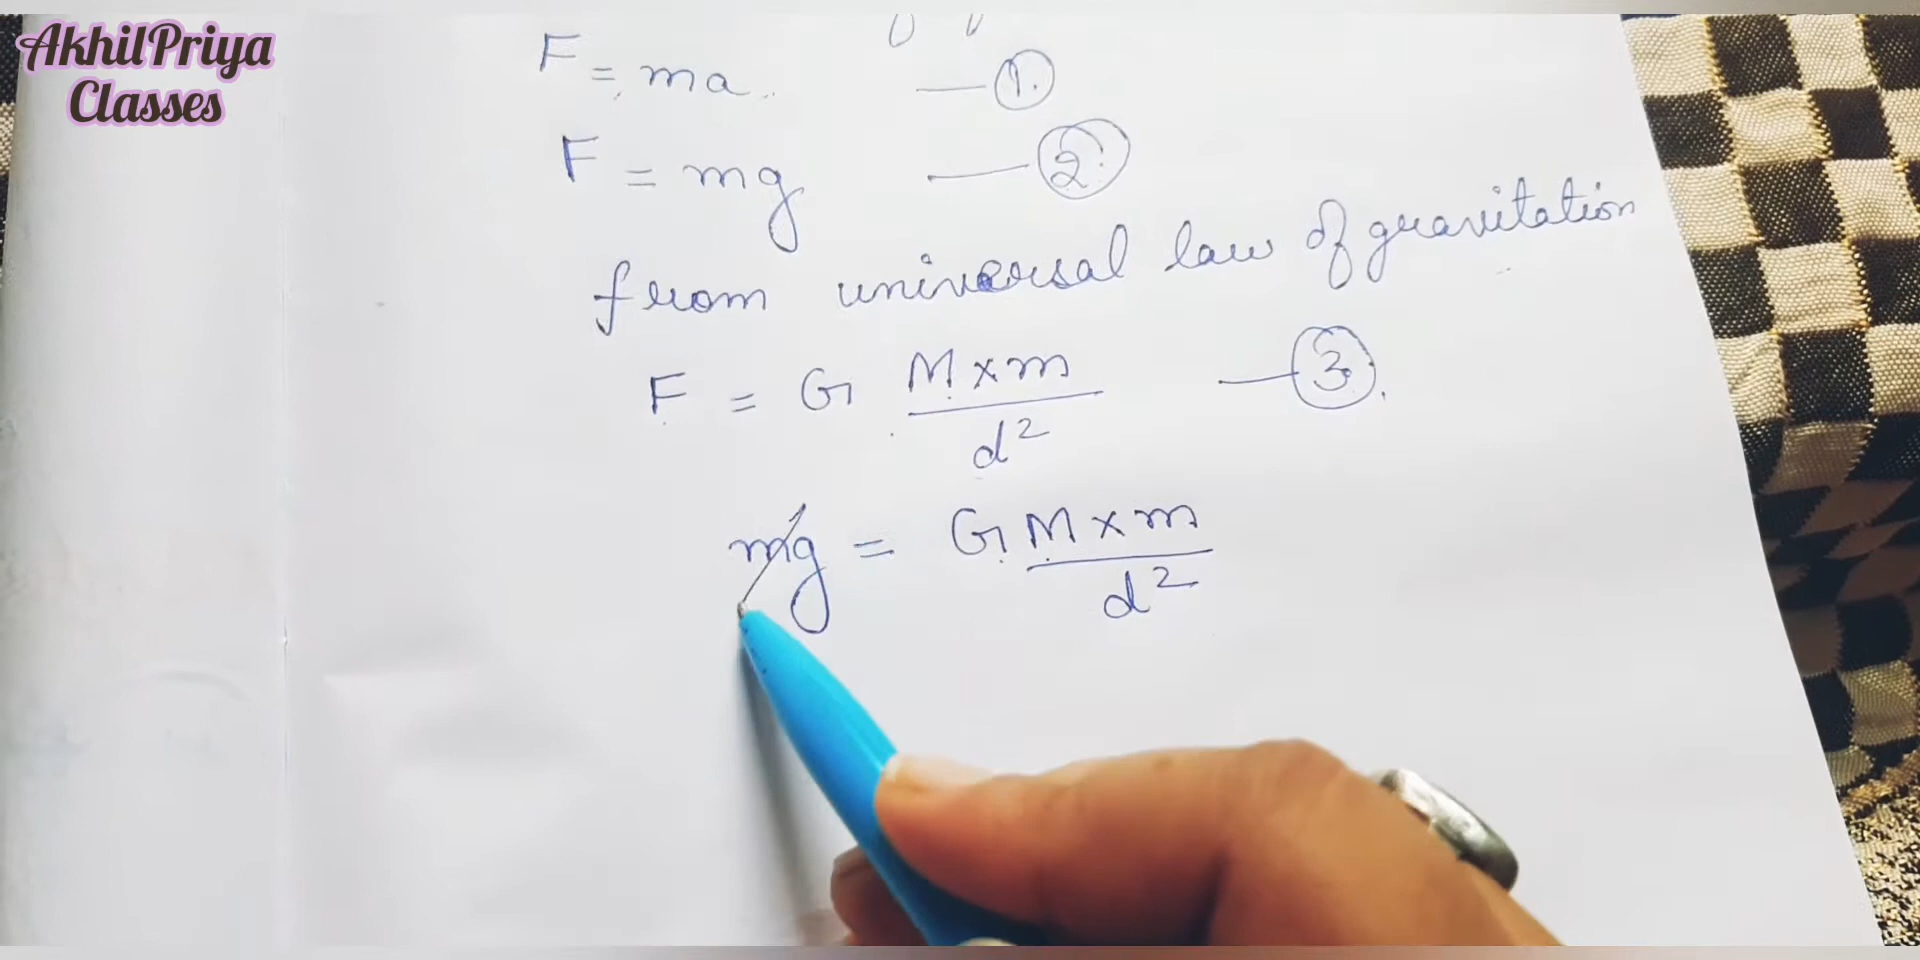 AkhilPriya
Classes
F = ma — 1.
F = mg — 2
from universal law of gravitation
F = G M × m / d² — 3.
mg = G M × m / d²